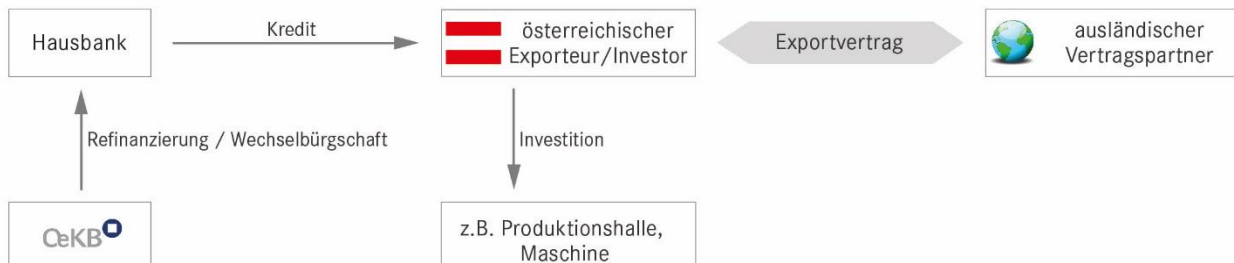 Hausbank
Kredit
österreichischer
Exporteur/Investor
Exportvertrag
ausländischer
Vertragspartner
Refinanzierung / Wechselbürgschaft
Investition
OeKB
z.B. Produktionshalle,
Maschine